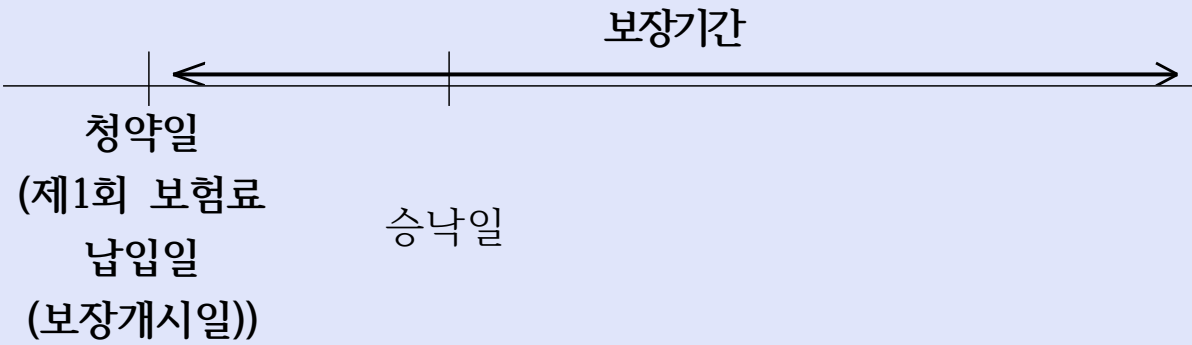 보장기간
청약일
(제1회 보험료
납입일
(보장개시일))
승낙일